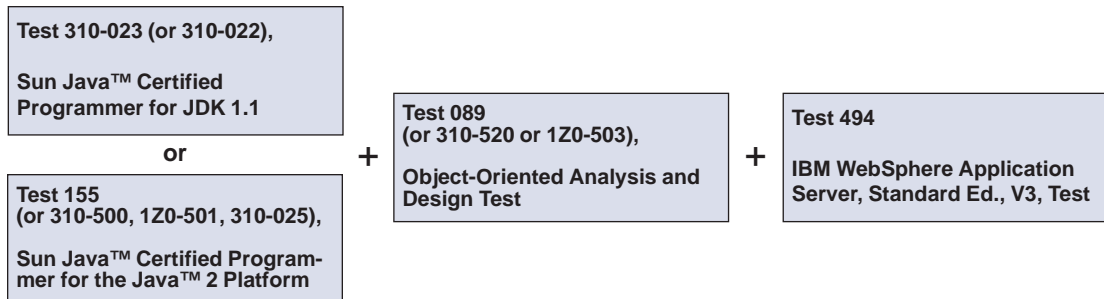 Test 310-023 (or 310-022),
Sun Java™ Certified
Programmer for JDK 1.1
or
Test 155
(or 310-500, 1Z0-501, 310-025),
Sun Java™ Certified Program-
mer for the Java™ 2 Platform
+
Test 089
(or 310-520 or 1Z0-503),
Object-Oriented Analysis and
Design Test
+
Test 494
IBM WebSphere Application
Server, Standard Ed., V3, Test